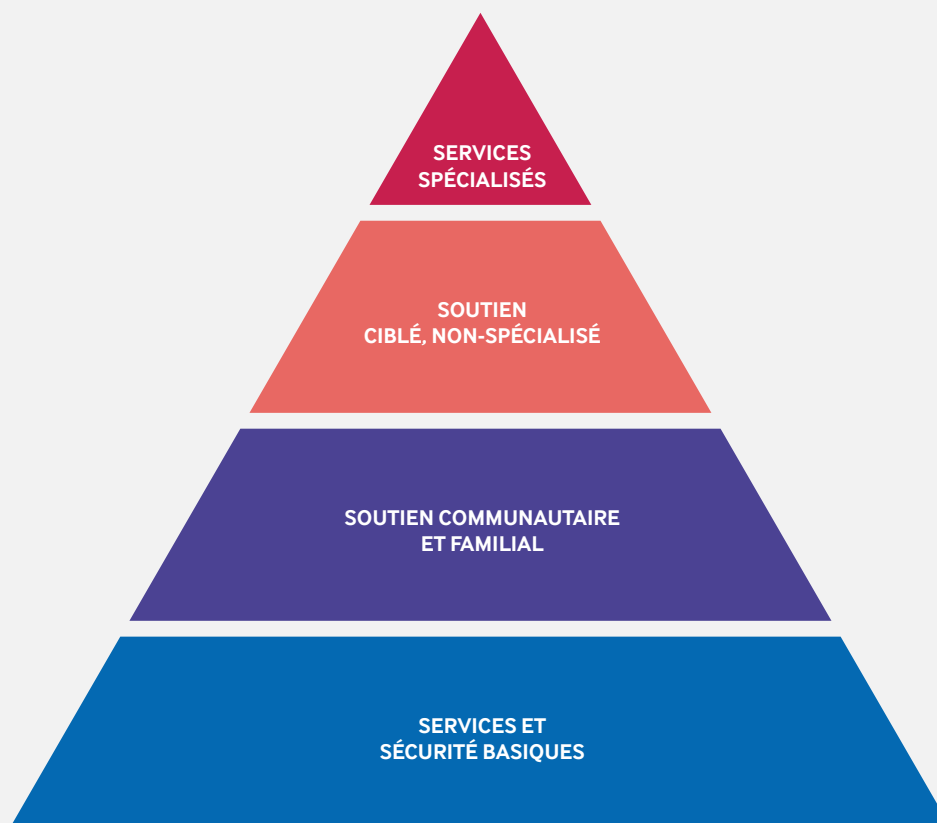 SERVICES
SPÉCIALISÉS
SOUTIEN
CIBLÉ, NON-SPÉCIALISÉ
SOUTIEN COMMUNAUTAIRE
ET FAMILIAL
SERVICES ET
SÉCURITÉ BASIQUES